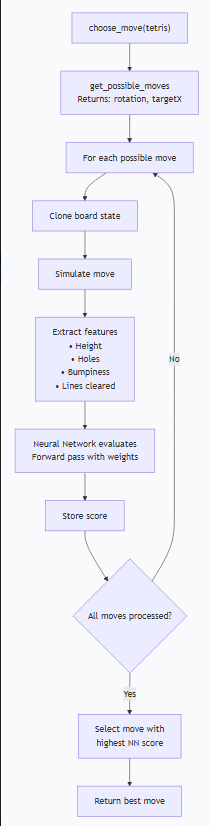 choose_move(tetris)
get_possible_moves
Returns: rotation, targetX
For each possible move
Clone board state
Simulate move
Extract features
• Height
• Holes
• Bumpiness
• Lines cleared
No
Neural Network evaluates
Forward pass with weights
Store score
All moves processed?
Yes
Select move with
highest NN score
Return best move